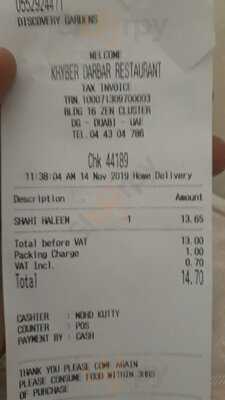 0552924471
DISCOVERY GARDENS
WELCOME
KHYBER DARBAR RESTAURANT
TAX INVOICE
TRN.100071309700003
BLDG 16 ZEN CLUSTER
DG - DUABI - UAE
TEL.04 43 04 786
Chk 44189
11:38:04 AM 14 Nov 2019 Home Delivery
Description Amount
SHAHI HALEEM 1 13.65
Total before VAT 13.00
Packing Charge 1.00
VAT Incl. 0.70
Total 14.70
CASHIER : MOHD KUTTY
COUNTER : POS
PAYMENT BY : CASH
THANK YOU PLEASE COME AGAIN
PLEASE CONSUME FOOD WITHIN 3HRS
OF PURCHASE